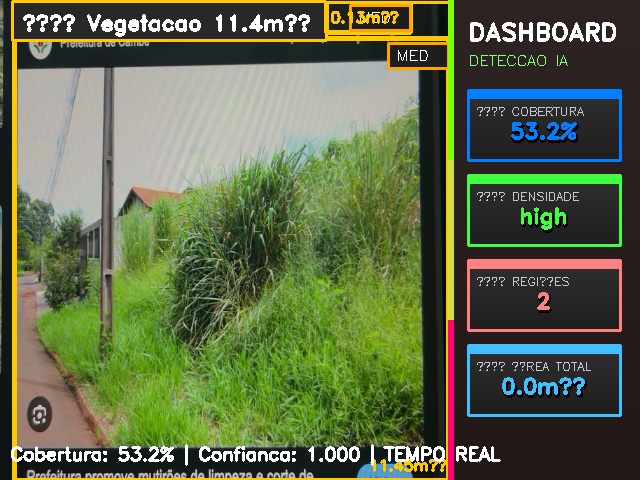 ???? Vegetacao 11.4m??
0.13m??
MED
Prefeitura de Cambé
DASHBOARD
DETECCAO IA
???? COBERTURA
53.2%
???? DENSIDADE
high
???? REGI??ES
2
???? ??REA TOTAL
0.0m??
Cobertura: 53.2% | Confianca: 1.000 | TEMPO REAL
11.45m??
Prefeitura promove mutirões de limpeza e corte de